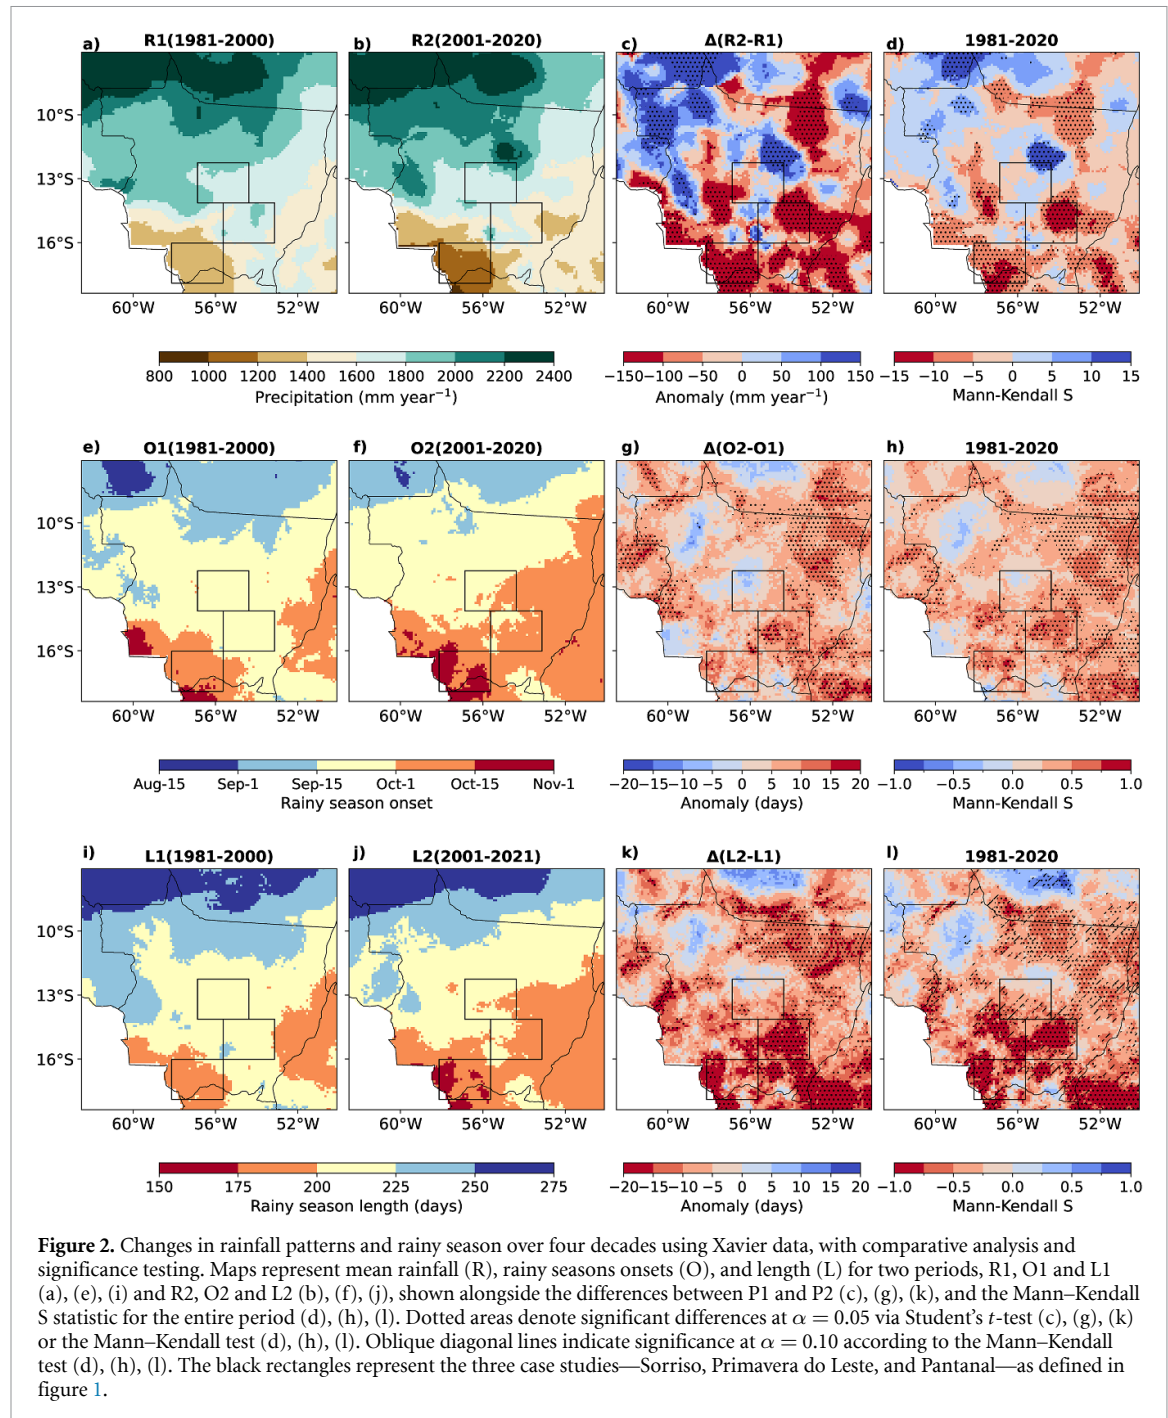 a) R1(1981-2000) b) R2(2001-2020) c) Δ(R2-R1) d) 1981-2020
10°S
13°S
16°S
60°W 56°W 52°W 60°W 56°W 52°W 60°W 56°W 52°W 60°W 56°W 52°W
800 1000 1200 1400 1600 1800 2000 2200 2400
Precipitation (mm year⁻¹)
−150−100 −50 0 50 100 150
Anomaly (mm year⁻¹)
−15 −10 −5 0 5 10 15
Mann-Kendall S
e) O1(1981-2000) f) O2(2001-2020) g) Δ(O2-O1) h) 1981-2020
10°S
13°S
16°S
60°W 56°W 52°W 60°W 56°W 52°W 60°W 56°W 52°W 60°W 56°W 52°W
Aug-15 Sep-1 Sep-15 Oct-1 Oct-15 Nov-1
Rainy season onset
−20−15−10 −5 0 5 10 15 20
Anomaly (days)
−1.0 −0.5 0.0 0.5 1.0
Mann-Kendall S
i) L1(1981-2000) j) L2(2001-2021) k) Δ(L2-L1) l) 1981-2020
10°S
13°S
16°S
60°W 56°W 52°W 60°W 56°W 52°W 60°W 56°W 52°W 60°W 56°W 52°W
150 175 200 225 250 275
Rainy season length (days)
−20−15−10 −5 0 5 10 15 20
Anomaly (days)
−1.0 −0.5 0.0 0.5 1.0
Mann-Kendall S
Figure 2. Changes in rainfall patterns and rainy season over four decades using Xavier data, with comparative analysis and
significance testing. Maps represent mean rainfall (R), rainy seasons onsets (O), and length (L) for two periods, R1, O1 and L1
(a), (e), (i) and R2, O2 and L2 (b), (f), (j), shown alongside the differences between P1 and P2 (c), (g), (k), and the Mann–Kendall
S statistic for the entire period (d), (h), (l). Dotted areas denote significant differences at α = 0.05 via Student's t-test (c), (g), (k)
or the Mann–Kendall test (d), (h), (l). Oblique diagonal lines indicate significance at α = 0.10 according to the Mann–Kendall
test (d), (h), (l). The black rectangles represent the three case studies—Sorriso, Primavera do Leste, and Pantanal—as defined in
figure 1.